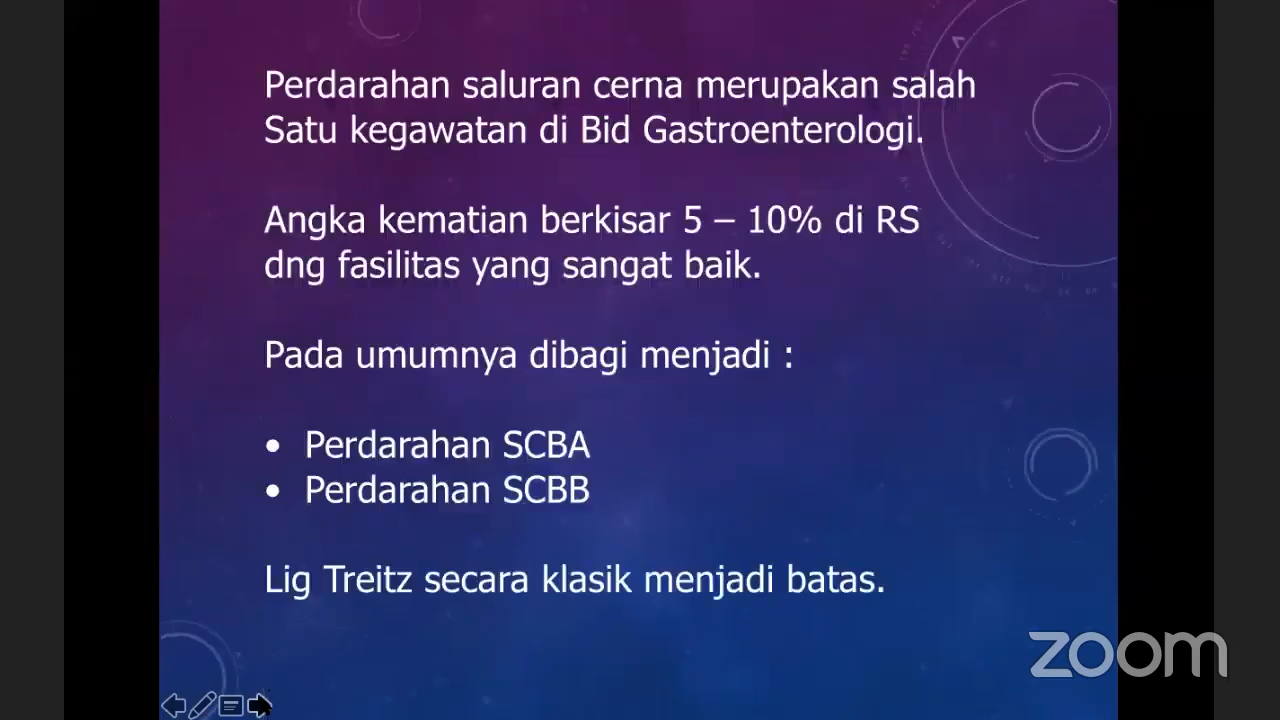 Perdarahan saluran cerna merupakan salah
Satu kegawatan di Bid Gastroenterologi.
Angka kematian berkisar 5 – 10% di RS
dng fasilitas yang sangat baik.
Pada umumnya dibagi menjadi :
• Perdarahan SCBA
• Perdarahan SCBB
Lig Treitz secara klasik menjadi batas.
zoom